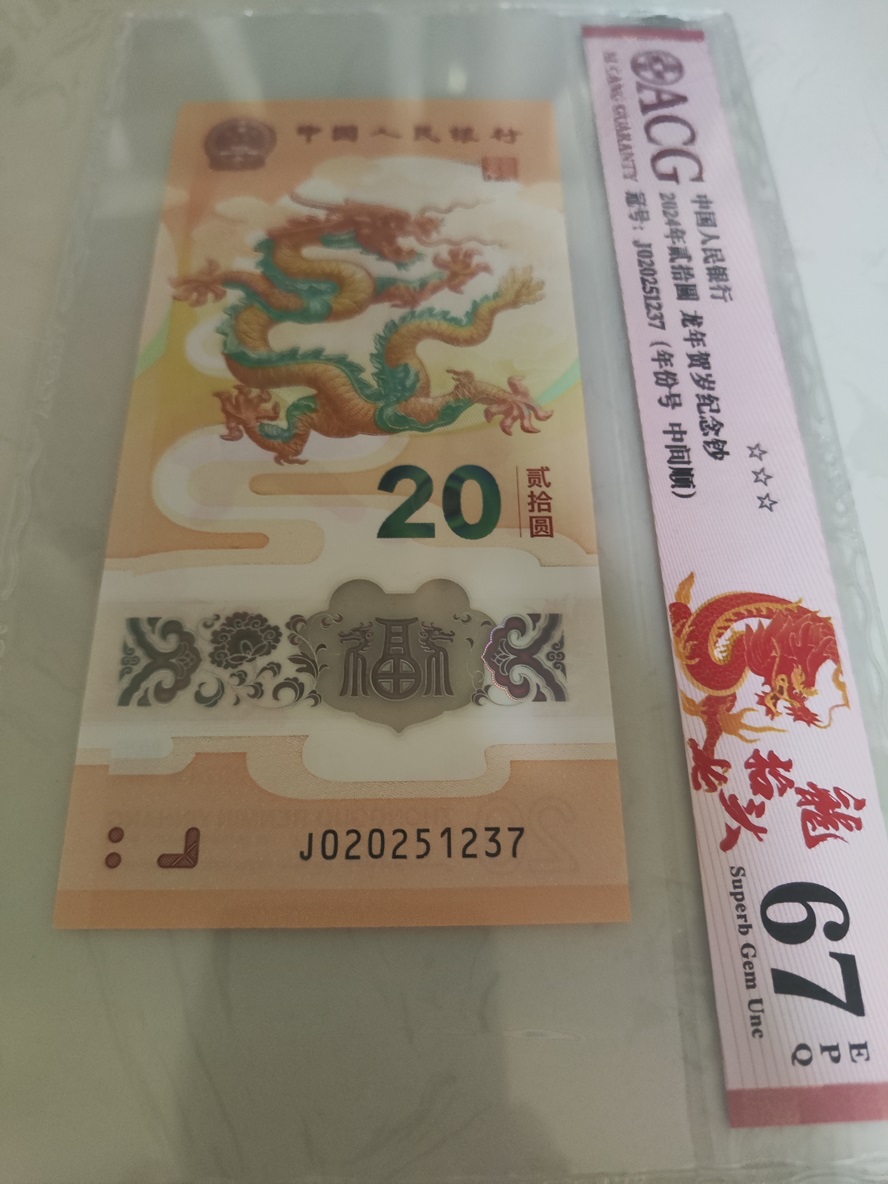 中国人民银行
20
贰拾圆
福
J020251237
ACG
中国人民银行
2024年贰拾圆 龙年贺岁纪念钞
冠号：J020251237（年份号 中间顺）
☆☆☆
龍抬头
67
EPQ
Superb Gem Unc